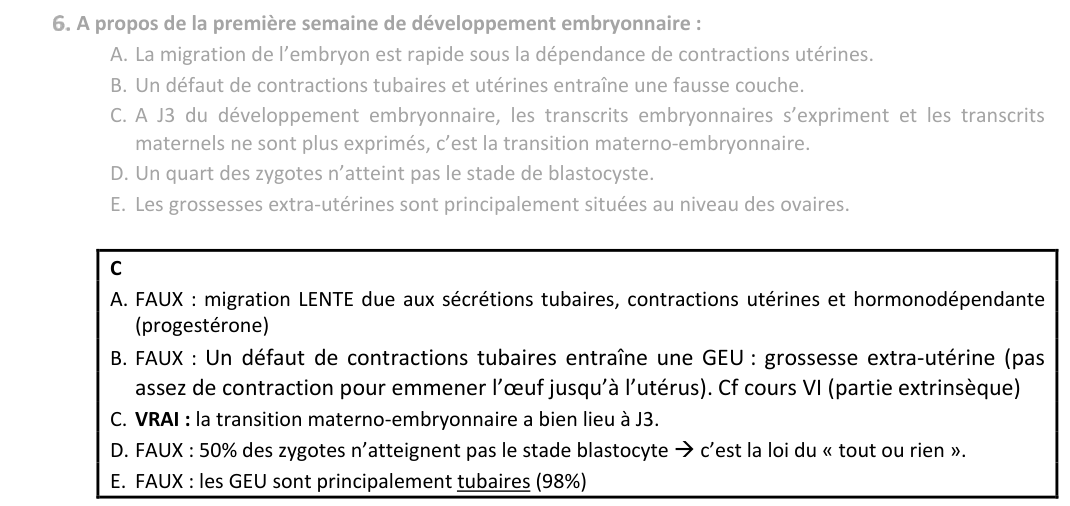 6. A propos de la première semaine de développement embryonnaire :
A. La migration de l’embryon est rapide sous la dépendance de contractions utérines.
B. Un défaut de contractions tubaires et utérines entraîne une fausse couche.
C. A J3 du développement embryonnaire, les transcrits embryonnaires s’expriment et les transcrits
maternels ne sont plus exprimés, c’est la transition materno-embryonnaire.
D. Un quart des zygotes n’atteint pas le stade de blastocyste.
E. Les grossesses extra-utérines sont principalement situées au niveau des ovaires.
C
A. FAUX : migration LENTE due aux sécrétions tubaires, contractions utérines et hormonodépendante
(progestérone)
B. FAUX : Un défaut de contractions tubaires entraîne une GEU : grossesse extra-utérine (pas
assez de contraction pour emmener l’œuf jusqu’à l’utérus). Cf cours VI (partie extrinsèque)
C. VRAI : la transition materno-embryonnaire a bien lieu à J3.
D. FAUX : 50% des zygotes n’atteignent pas le stade blastocyte → c’est la loi du « tout ou rien ».
E. FAUX : les GEU sont principalement tubaires (98%)